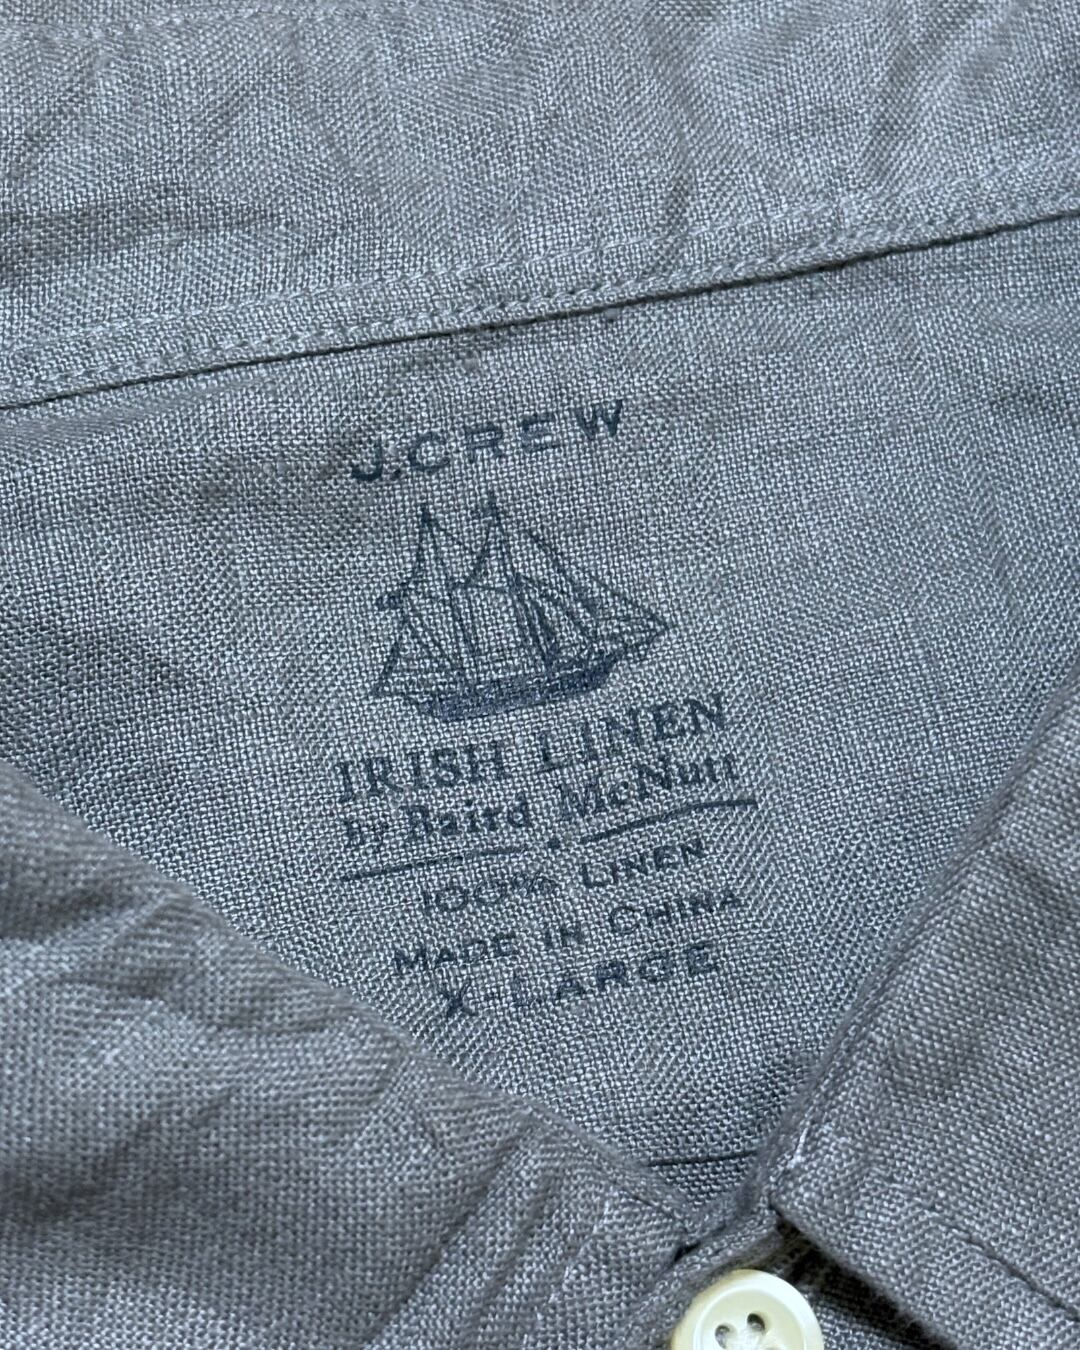 J.CREW
IRISH LINEN
by Baird McNutt
100% LINEN
MADE IN CHINA
X-LARGE